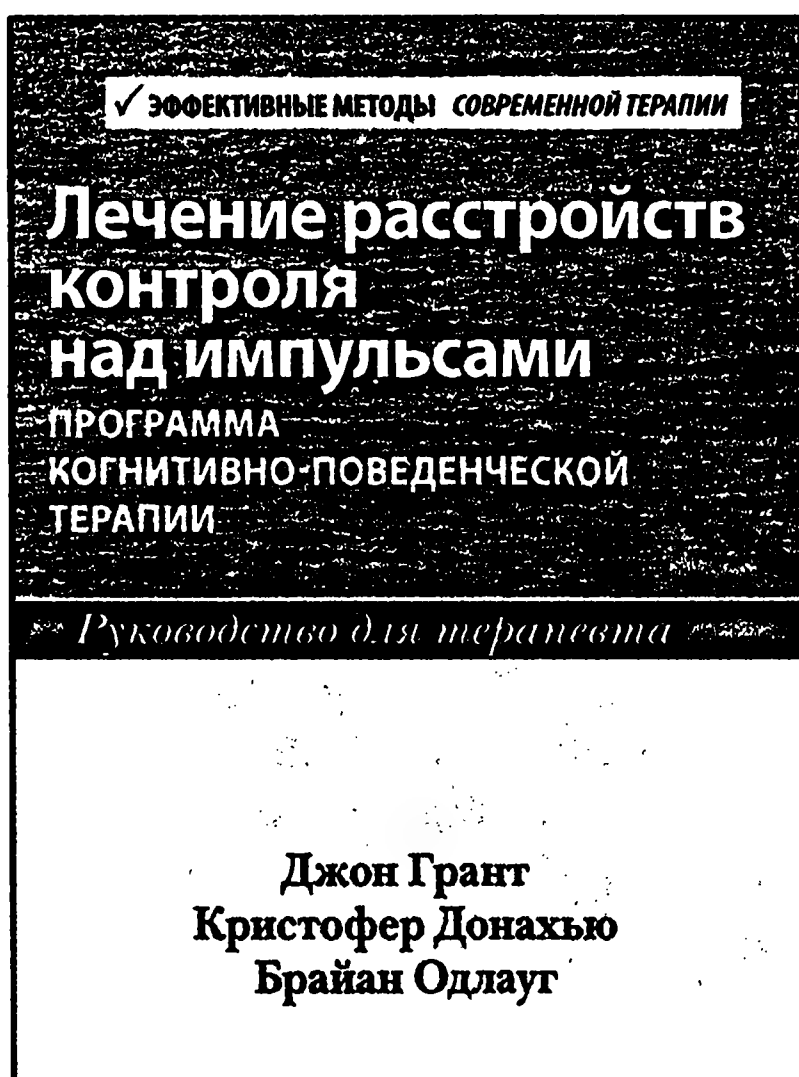 ✓ ЭФФЕКТИВНЫЕ МЕТОДЫ СОВРЕМЕННОЙ ТЕРАПИИ
Лечение расстройств
контроля
над импульсами
ПРОГРАММА
КОГНИТИВНО-ПОВЕДЕНЧЕСКОЙ
ТЕРАПИИ
Руководство для терапевта
Джон Грант
Кристофер Донахью
Брайан Одлауг